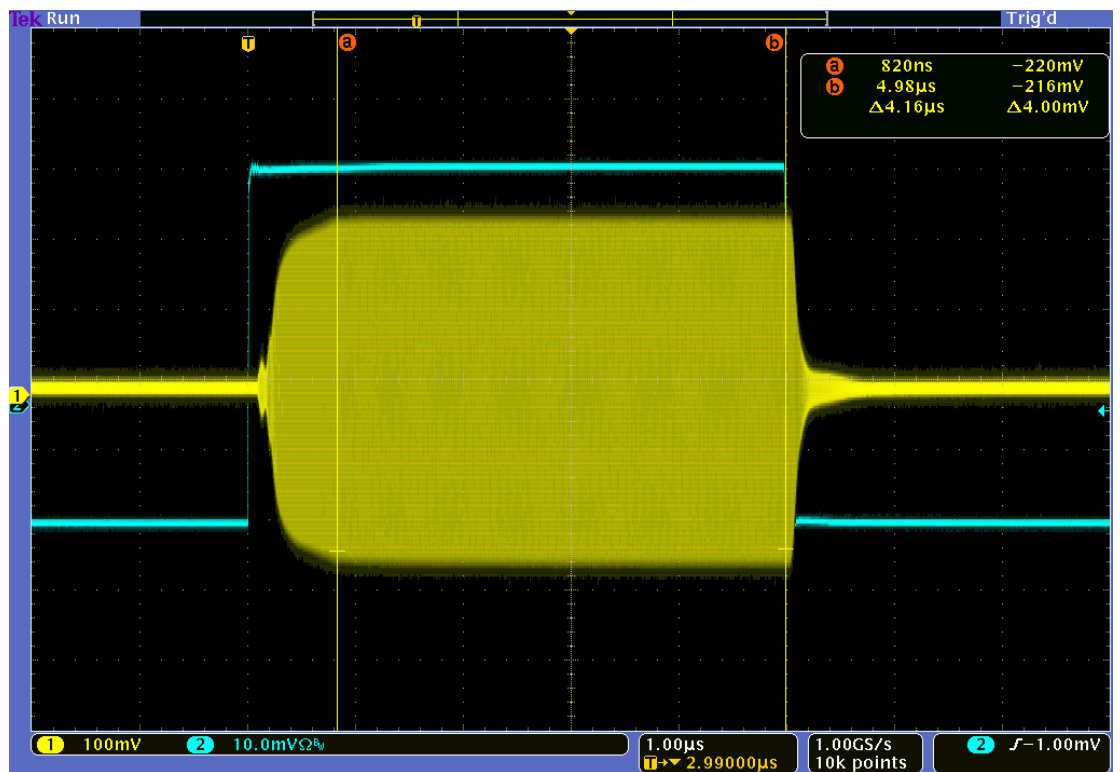 Tek Run Trig'd
T
T a b
a 820ns −220mV
b 4.98µs −216mV
Δ4.16µs Δ4.00mV
1
2
1 100mV 2 10.0mVΩBW 1.00µs 1.00GS/s 2 −1.00mV
T→▼ 2.99000µs 10k points